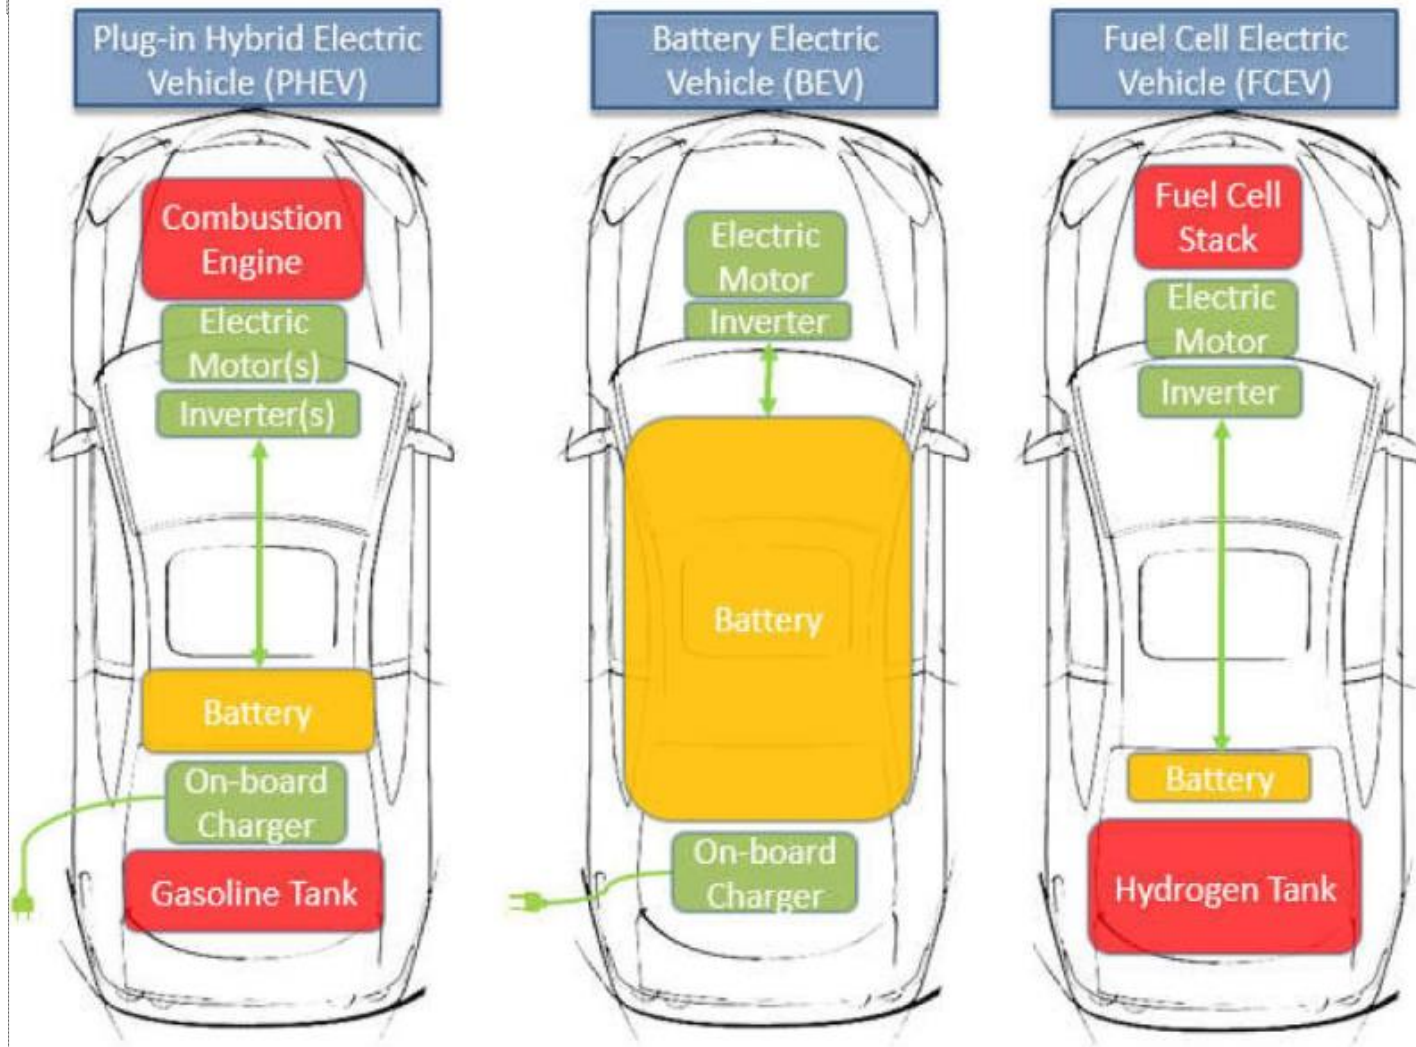 Plug-in Hybrid Electric
Vehicle (PHEV)
Combustion
Engine
Electric
Motor(s)
Inverter(s)
Battery
On-board
Charger
Gasoline Tank
Battery Electric
Vehicle (BEV)
Electric
Motor
Inverter
Battery
On-board
Charger
Fuel Cell Electric
Vehicle (FCEV)
Fuel Cell
Stack
Electric
Motor
Inverter
Battery
Hydrogen Tank